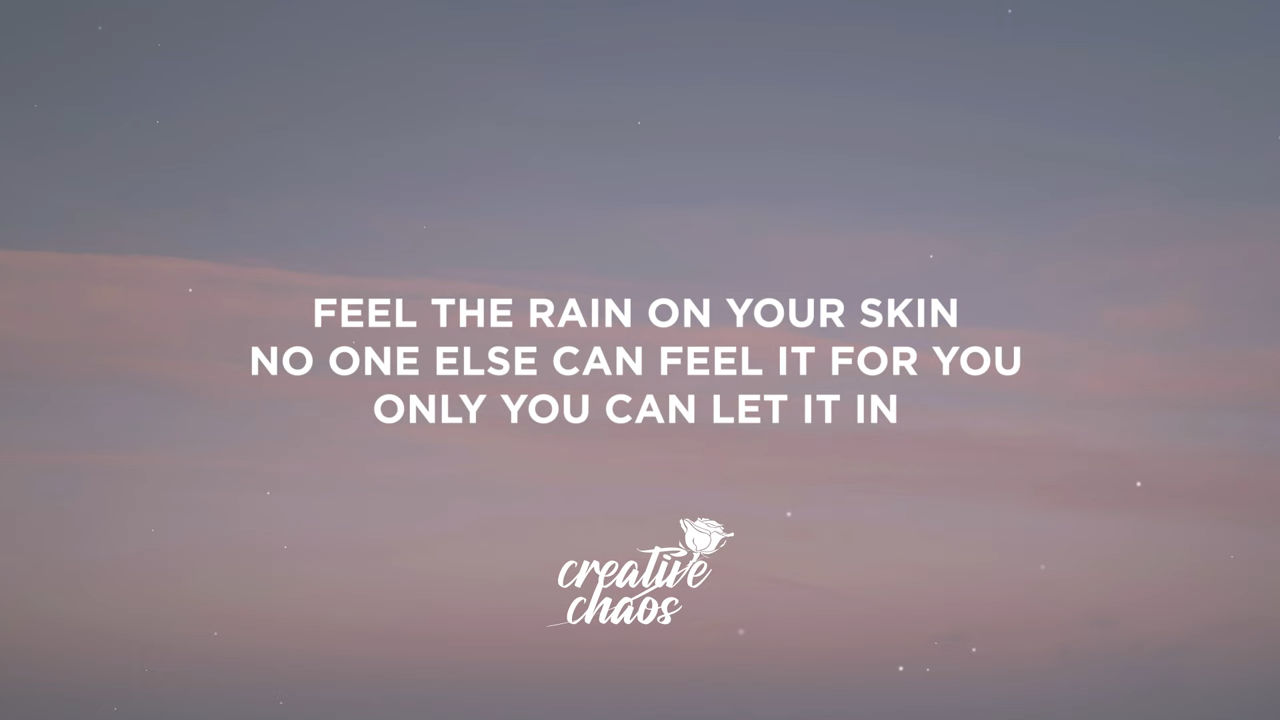 FEEL THE RAIN ON YOUR SKIN
NO ONE ELSE CAN FEEL IT FOR YOU
ONLY YOU CAN LET IT IN
creative
chaos